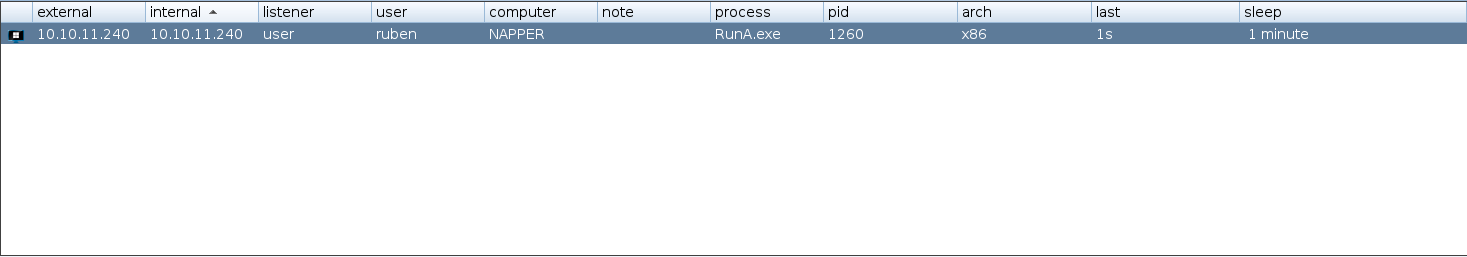 external internal listener user computer note process pid arch last sleep
10.10.11.240 10.10.11.240 user ruben NAPPER RunA.exe 1260 x86 1s 1 minute